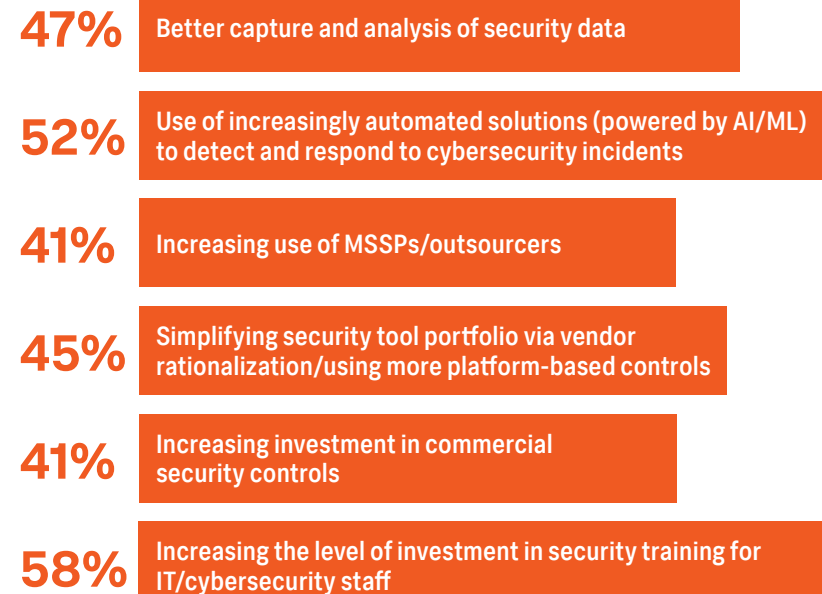 47%
Better capture and analysis of security data
52%
Use of increasingly automated solutions (powered by AI/ML)
to detect and respond to cybersecurity incidents
41%
Increasing use of MSSPs/outsourcers
45%
Simplifying security tool portfolio via vendor
rationalization/using more platform-based controls
41%
Increasing investment in commercial
security controls
58%
Increasing the level of investment in security training for
IT/cybersecurity staff